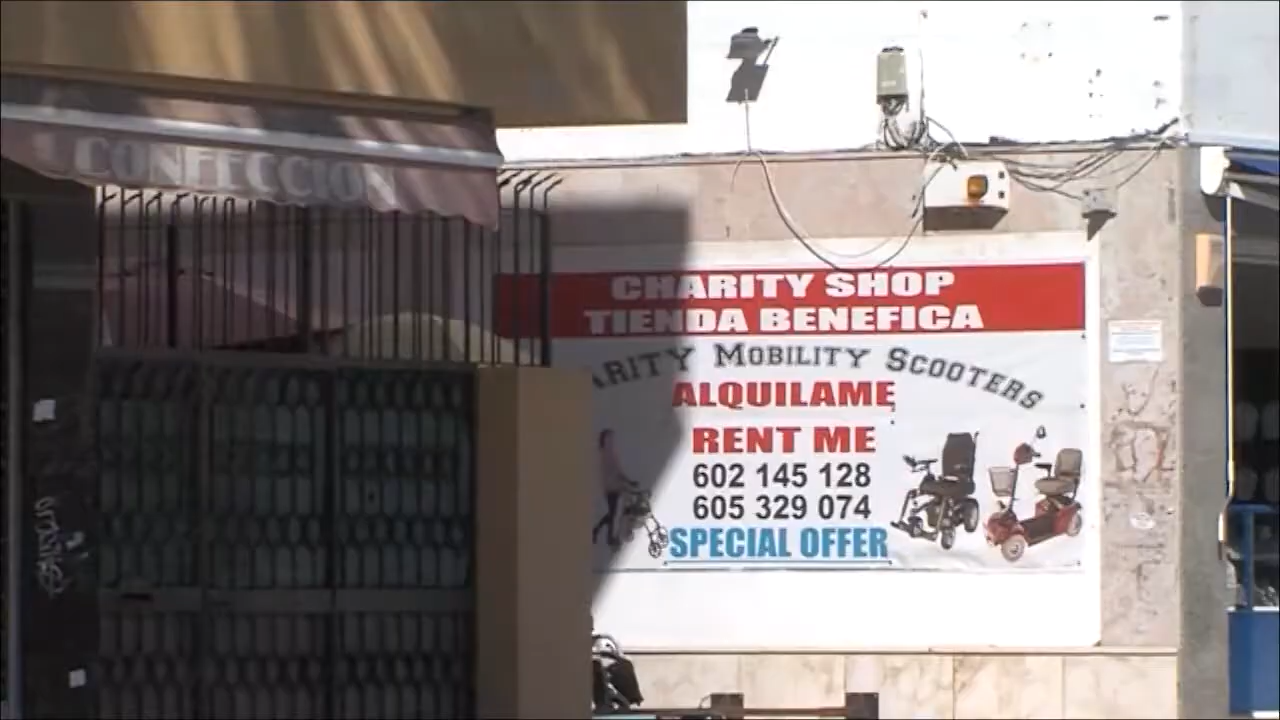 CONFECCION
CHARITY SHOP
TIENDA BENEFICA
ARITY MOBILITY SCOOTERS
ALQUILAME
RENT ME
602 145 128
605 329 074
SPECIAL OFFER